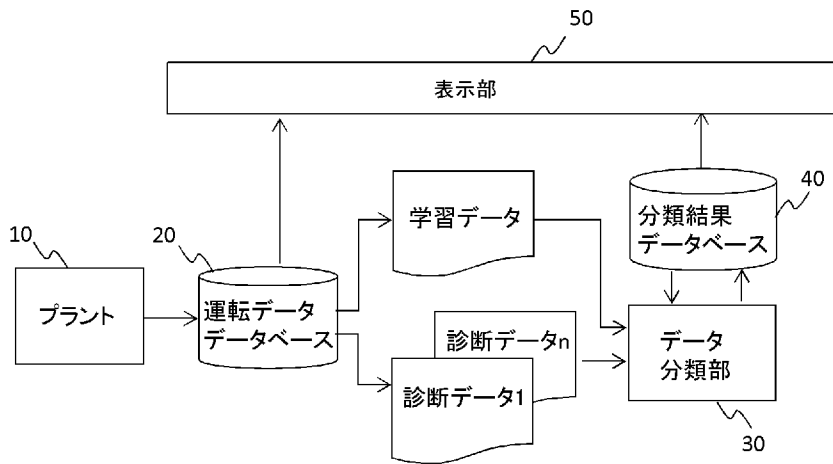 50
表示部
学習データ
分類結果
データベース
40
10
プラント
20
運転データ
データベース
診断データn
診断データ1
データ
分類部
30